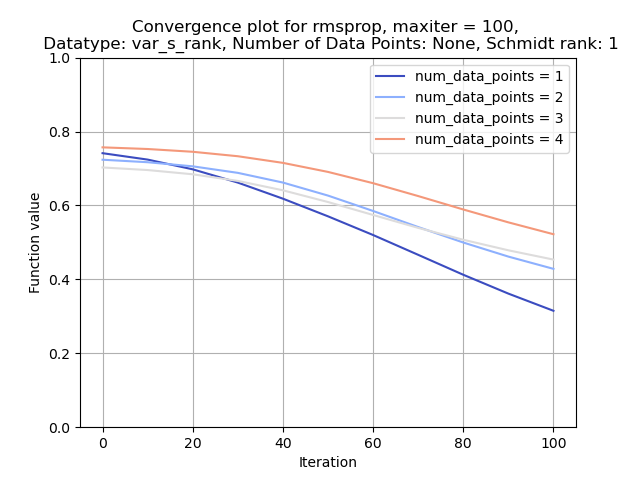 Convergence plot for rmsprop, maxiter = 100,
Datatype: var_s_rank, Number of Data Points: None, Schmidt rank: 1
num_data_points = 1
num_data_points = 2
num_data_points = 3
num_data_points = 4
Function value
1.0
0.8
0.6
0.4
0.2
0.0
0 20 40 60 80 100
Iteration